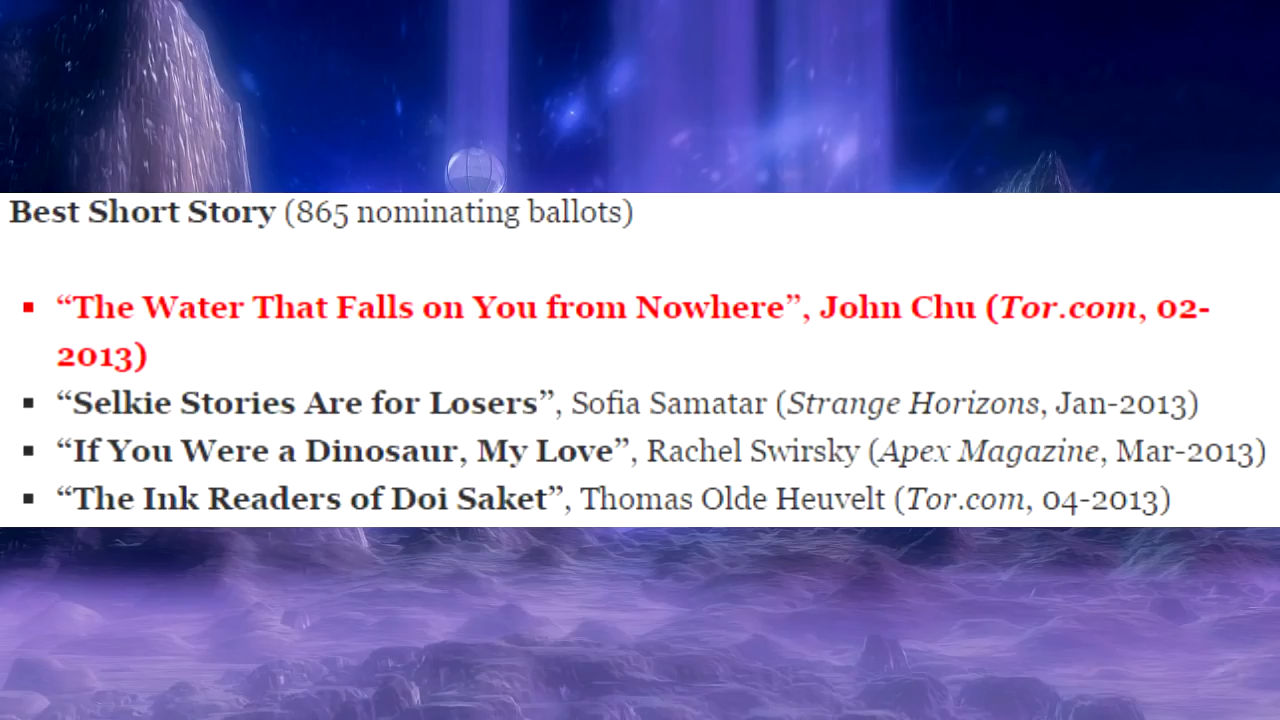 Best Short Story (865 nominating ballots)
▪ “The Water That Falls on You from Nowhere”, John Chu (Tor.com, 02-
2013)
▪ “Selkie Stories Are for Losers”, Sofia Samatar (Strange Horizons, Jan-2013)
▪ “If You Were a Dinosaur, My Love”, Rachel Swirsky (Apex Magazine, Mar-2013)
▪ “The Ink Readers of Doi Saket”, Thomas Olde Heuvelt (Tor.com, 04-2013)